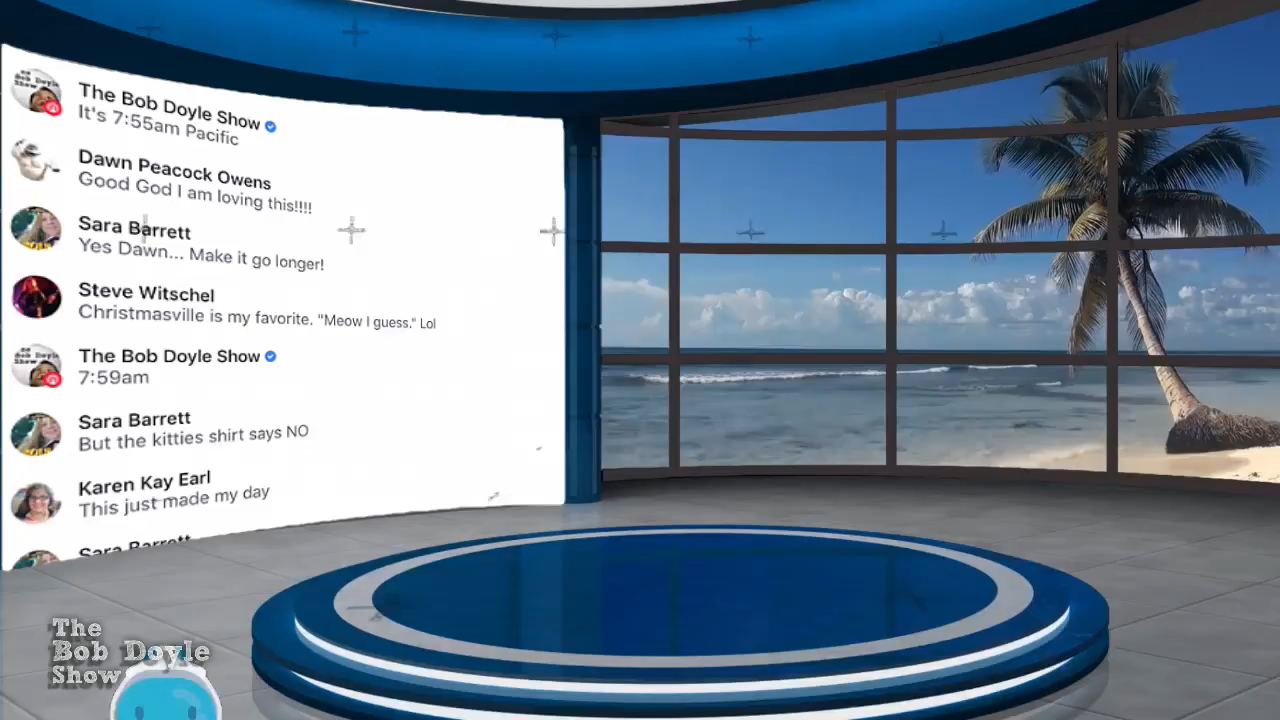 The Bob Doyle Show
It's 7:55am Pacific
Dawn Peacock Owens
Good God I am loving this!!!!
Sara Barrett
Yes Dawn... Make it go longer!
Steve Witschel
Christmasville is my favorite. "Meow I guess." Lol
The Bob Doyle Show
7:59am
Sara Barrett
But the kitties shirt says NO
Karen Kay Earl
This just made my day
Sara Barrett
The
Bob Doyle
Show